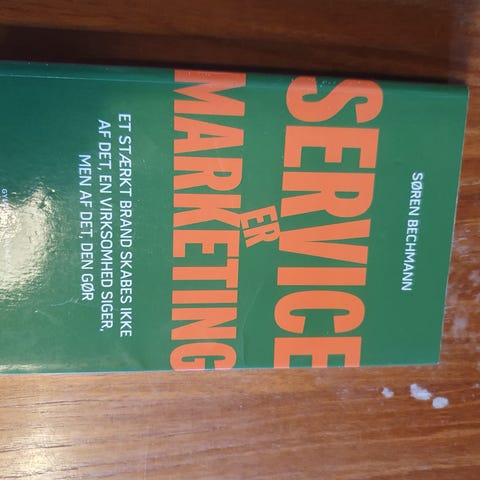 SØREN BECHMANN
SERVICE
ER
MARKETING
ET STÆRKT BRAND SKABES IKKE
AF DET, EN VIRKSOMHED SIGER,
MEN AF DET, DEN GØR